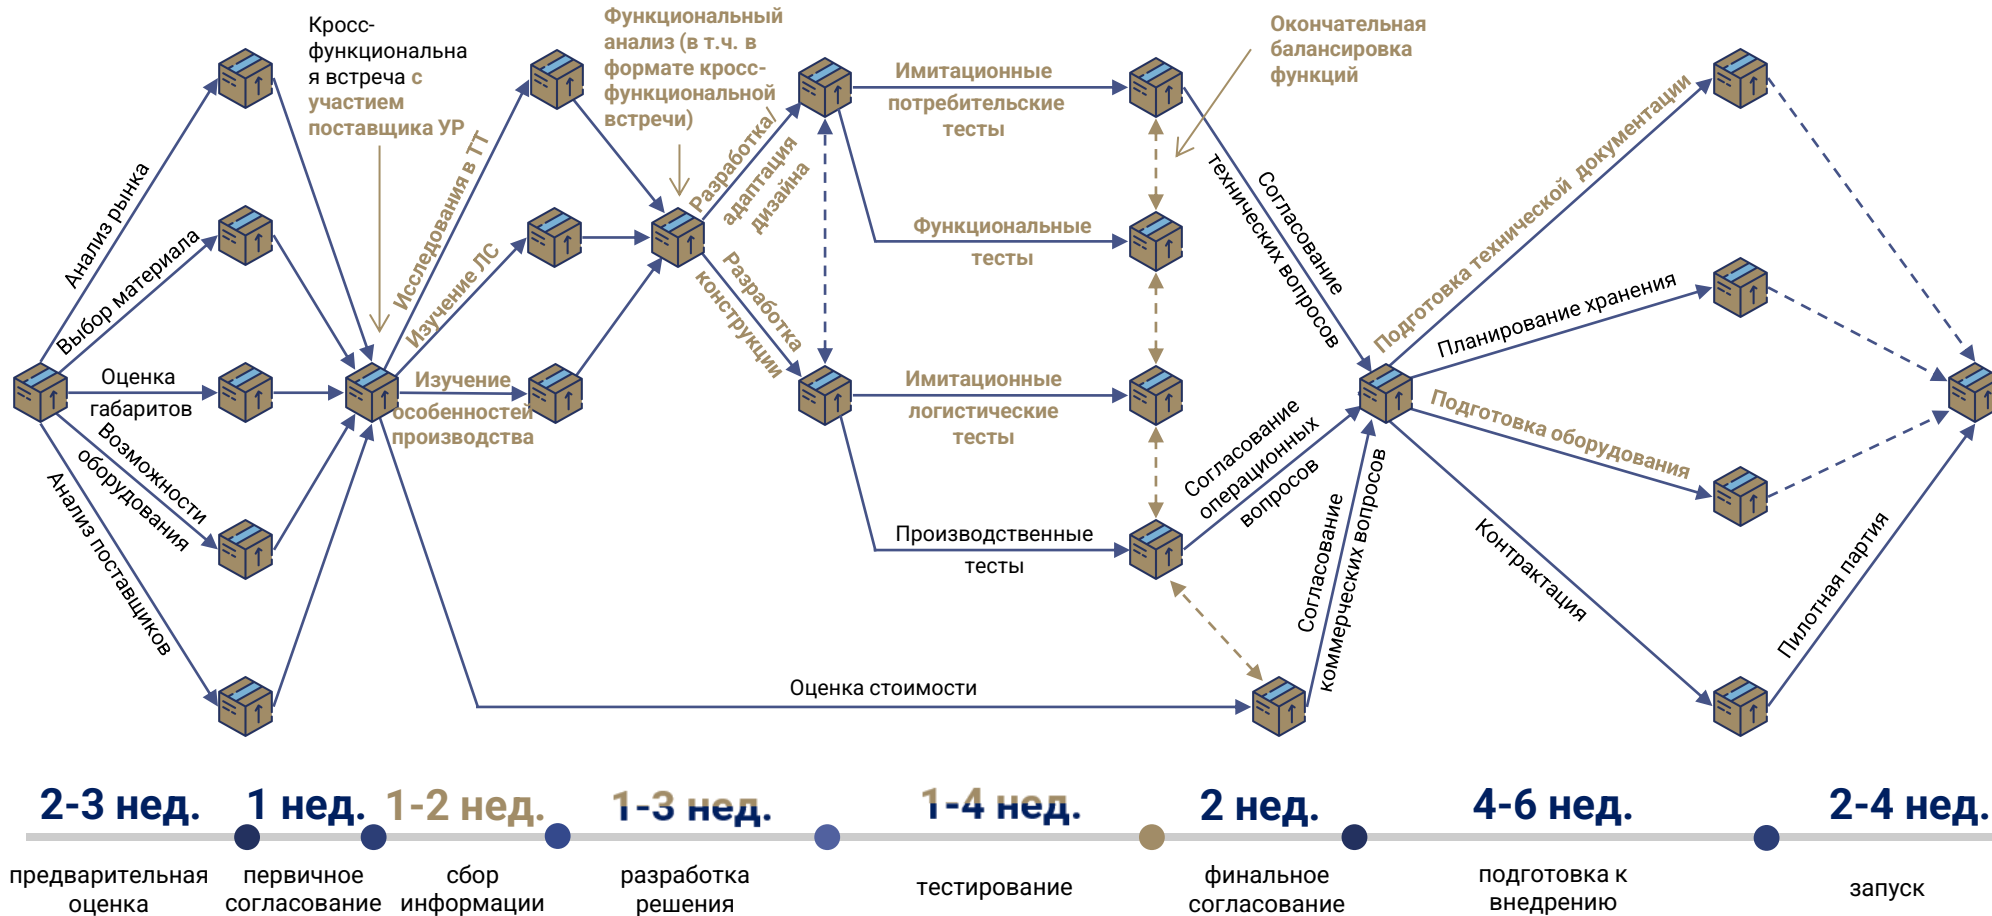 Кросс-
функциональна
я встреча с
участием
поставщика УР
Функциональный
анализ (в т.ч. в
формате кросс-
функциональной
встречи)
Окончательная
балансировка
функций
Анализ рынка
Выбор материала
Оценка
габаритов
Возможности
оборудования
Анализ поставщиков
Исследования в ТТ
Изучение ЛС
Изучение
особенностей
производства
Разработка/
адаптация
дизайна
Разработка
конструкции
Имитационные
потребительские
тесты
Функциональные
тесты
Имитационные
логистические
тесты
Производственные
тесты
Оценка стоимости
Согласование
технических вопросов
Согласование
операционных
вопросов
Согласование
коммерческих вопросов
Подготовка технической документации
Планирование хранения
Подготовка оборудования
Контрактация
Пилотная партия
2-3 нед.
1 нед.
1-2 нед.
1-3 нед.
1-4 нед.
2 нед.
4-6 нед.
2-4 нед.
предварительная
оценка
первичное
согласование
сбор
информации
разработка
решения
тестирование
финальное
согласование
подготовка к
внедрению
запуск